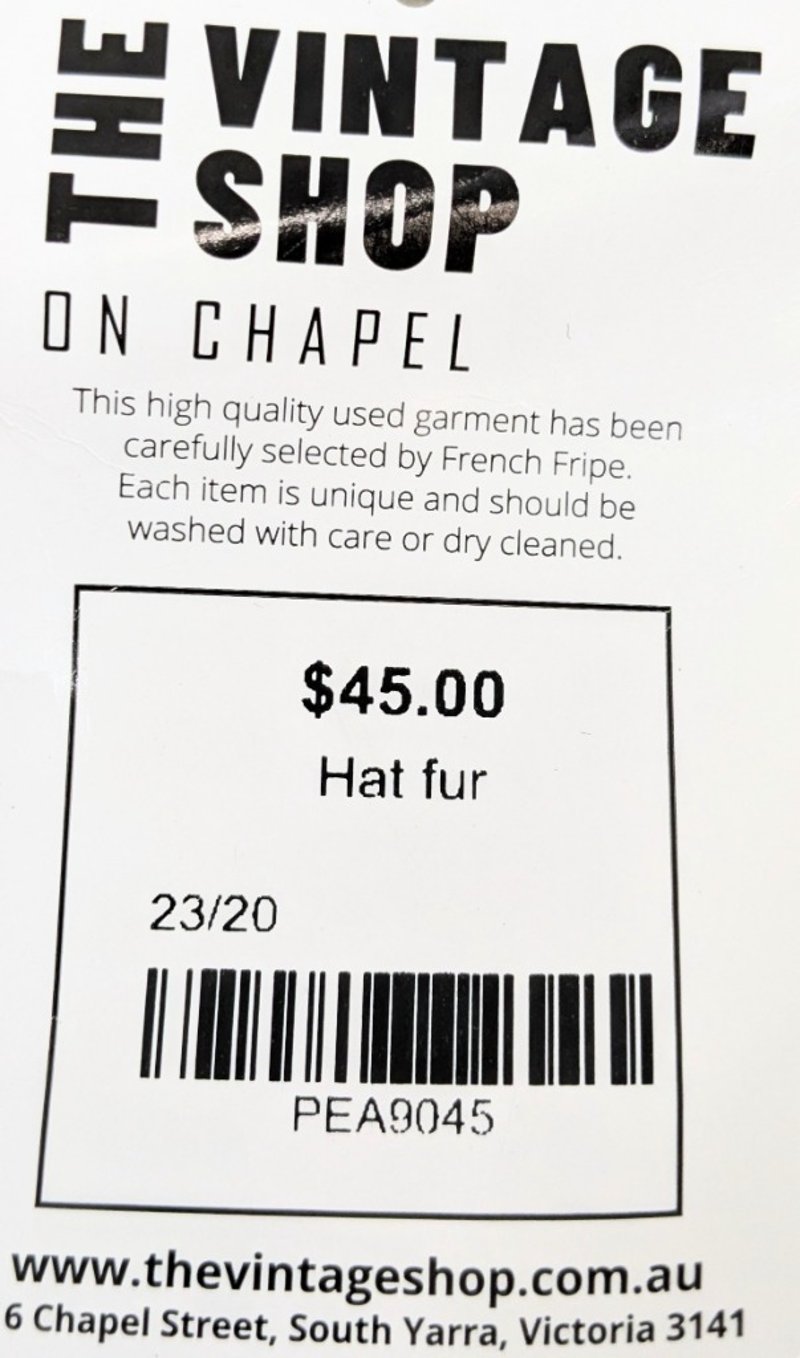 THE VINTAGE
SHOP
ON CHAPEL
This high quality used garment has been
carefully selected by French Fripe.
Each item is unique and should be
washed with care or dry cleaned.
$45.00
Hat fur
23/20
PEA9045
www.thevintageshop.com.au
6 Chapel Street, South Yarra, Victoria 3141